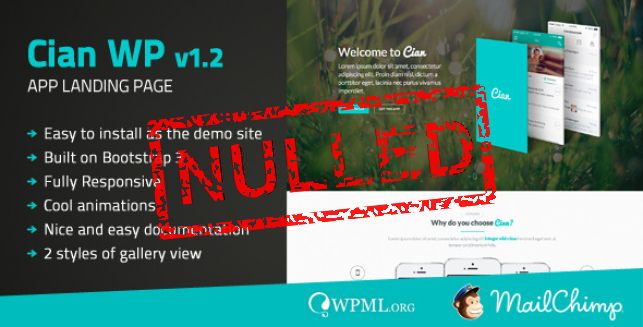 Cian WP v1.2
APP LANDING PAGE
Easy to install as the demo site
Built on Bootstrap 3
Fully Responsive
Cool animations
Nice and easy documentation
2 styles of gallery view
NULLED
Welcome to Cian
Lorem ipsum dolor sit amet, consectetur
adipiscing elit. Proin diam nisl, dictum a
porttitor eget, lacinia nec purus vivamus
Cian
Why do you choose Cian?
WPML.ORG
MailChimp